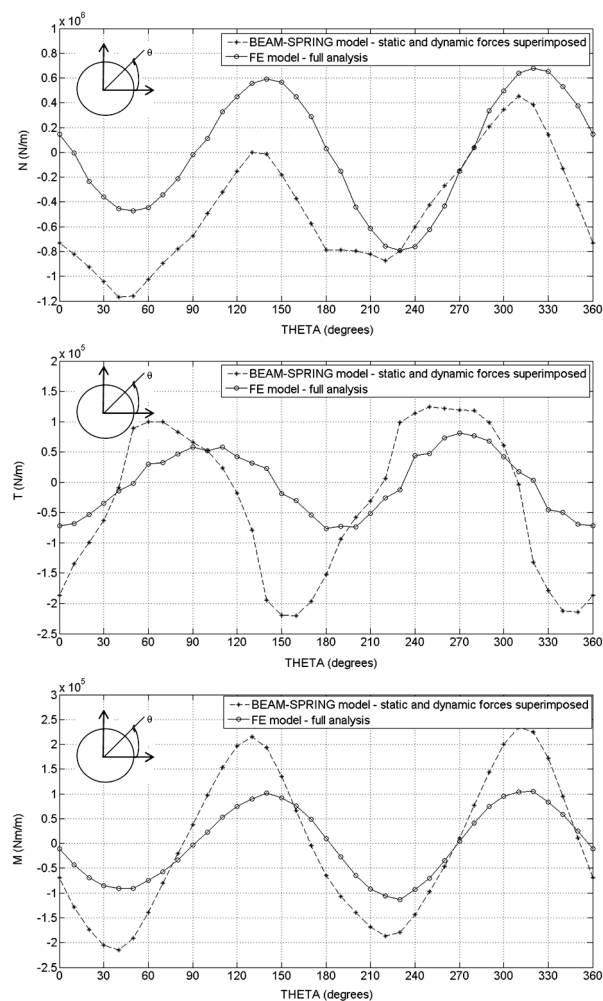 x 10^6
BEAM-SPRING model - static and dynamic forces superimposed
FE model - full analysis
θ
N (N/m)
1
0.8
0.6
0.4
0.2
0
-0.2
-0.4
-0.6
-0.8
-1
-1.2
0 30 60 90 120 150 180 210 240 270 300 330 360
THETA (degrees)
x 10^5
BEAM-SPRING model - static and dynamic forces superimposed
FE model - full analysis
θ
T (N/m)
2
1.5
1
0.5
0
-0.5
-1
-1.5
-2
-2.5
0 30 60 90 120 150 180 210 240 270 300 330 360
THETA (degrees)
x 10^5
BEAM-SPRING model - static and dynamic forces superimposed
FE model - full analysis
θ
M (Nm/m)
3
2.5
2
1.5
1
0.5
0
-0.5
-1
-1.5
-2
-2.5
0 30 60 90 120 150 180 210 240 270 300 330 360
THETA (degrees)